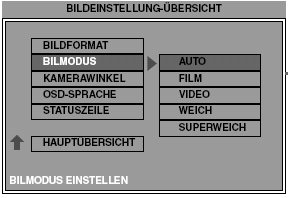 BILDEINSTELLUNG-ÜBERSICHT
BILDFORMAT
BILMODUS
KAMERAWINKEL
OSD-SPRACHE
STATUSZEILE
AUTO
FILM
VIDEO
WEICH
SUPERWEICH
HAUPTÜBERSICHT
BILMODUS EINSTELLEN